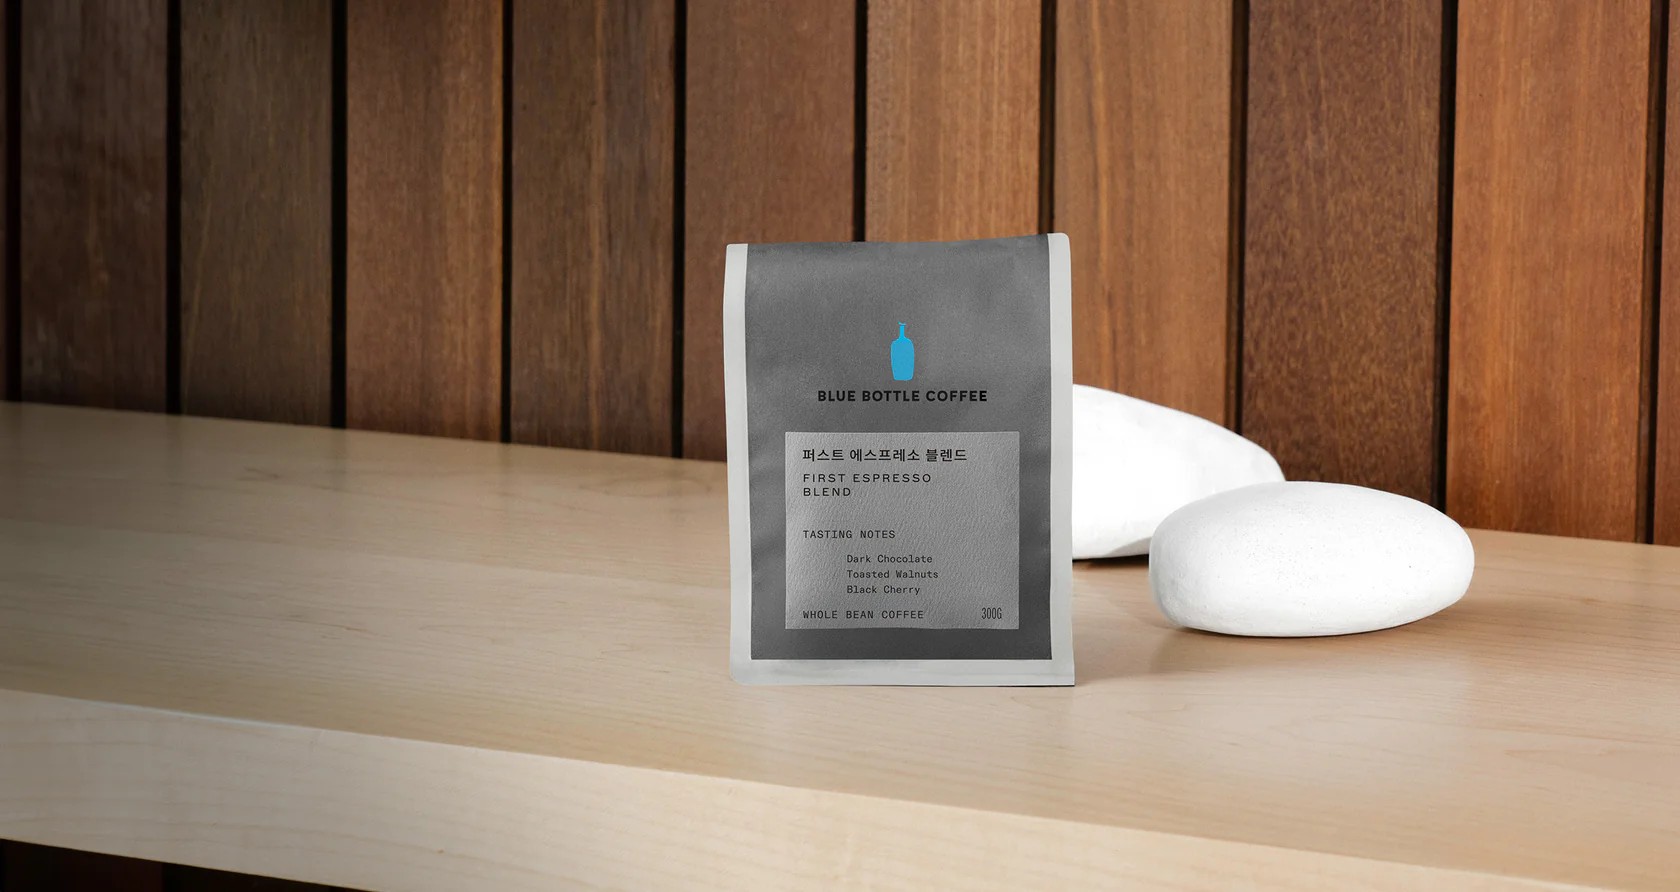 BLUE BOTTLE COFFEE
퍼스트 에스프레소 블렌드
FIRST ESPRESSO
BLEND
TASTING NOTES
Dark Chocolate
Toasted Walnuts
Black Cherry
WHOLE BEAN COFFEE 300G